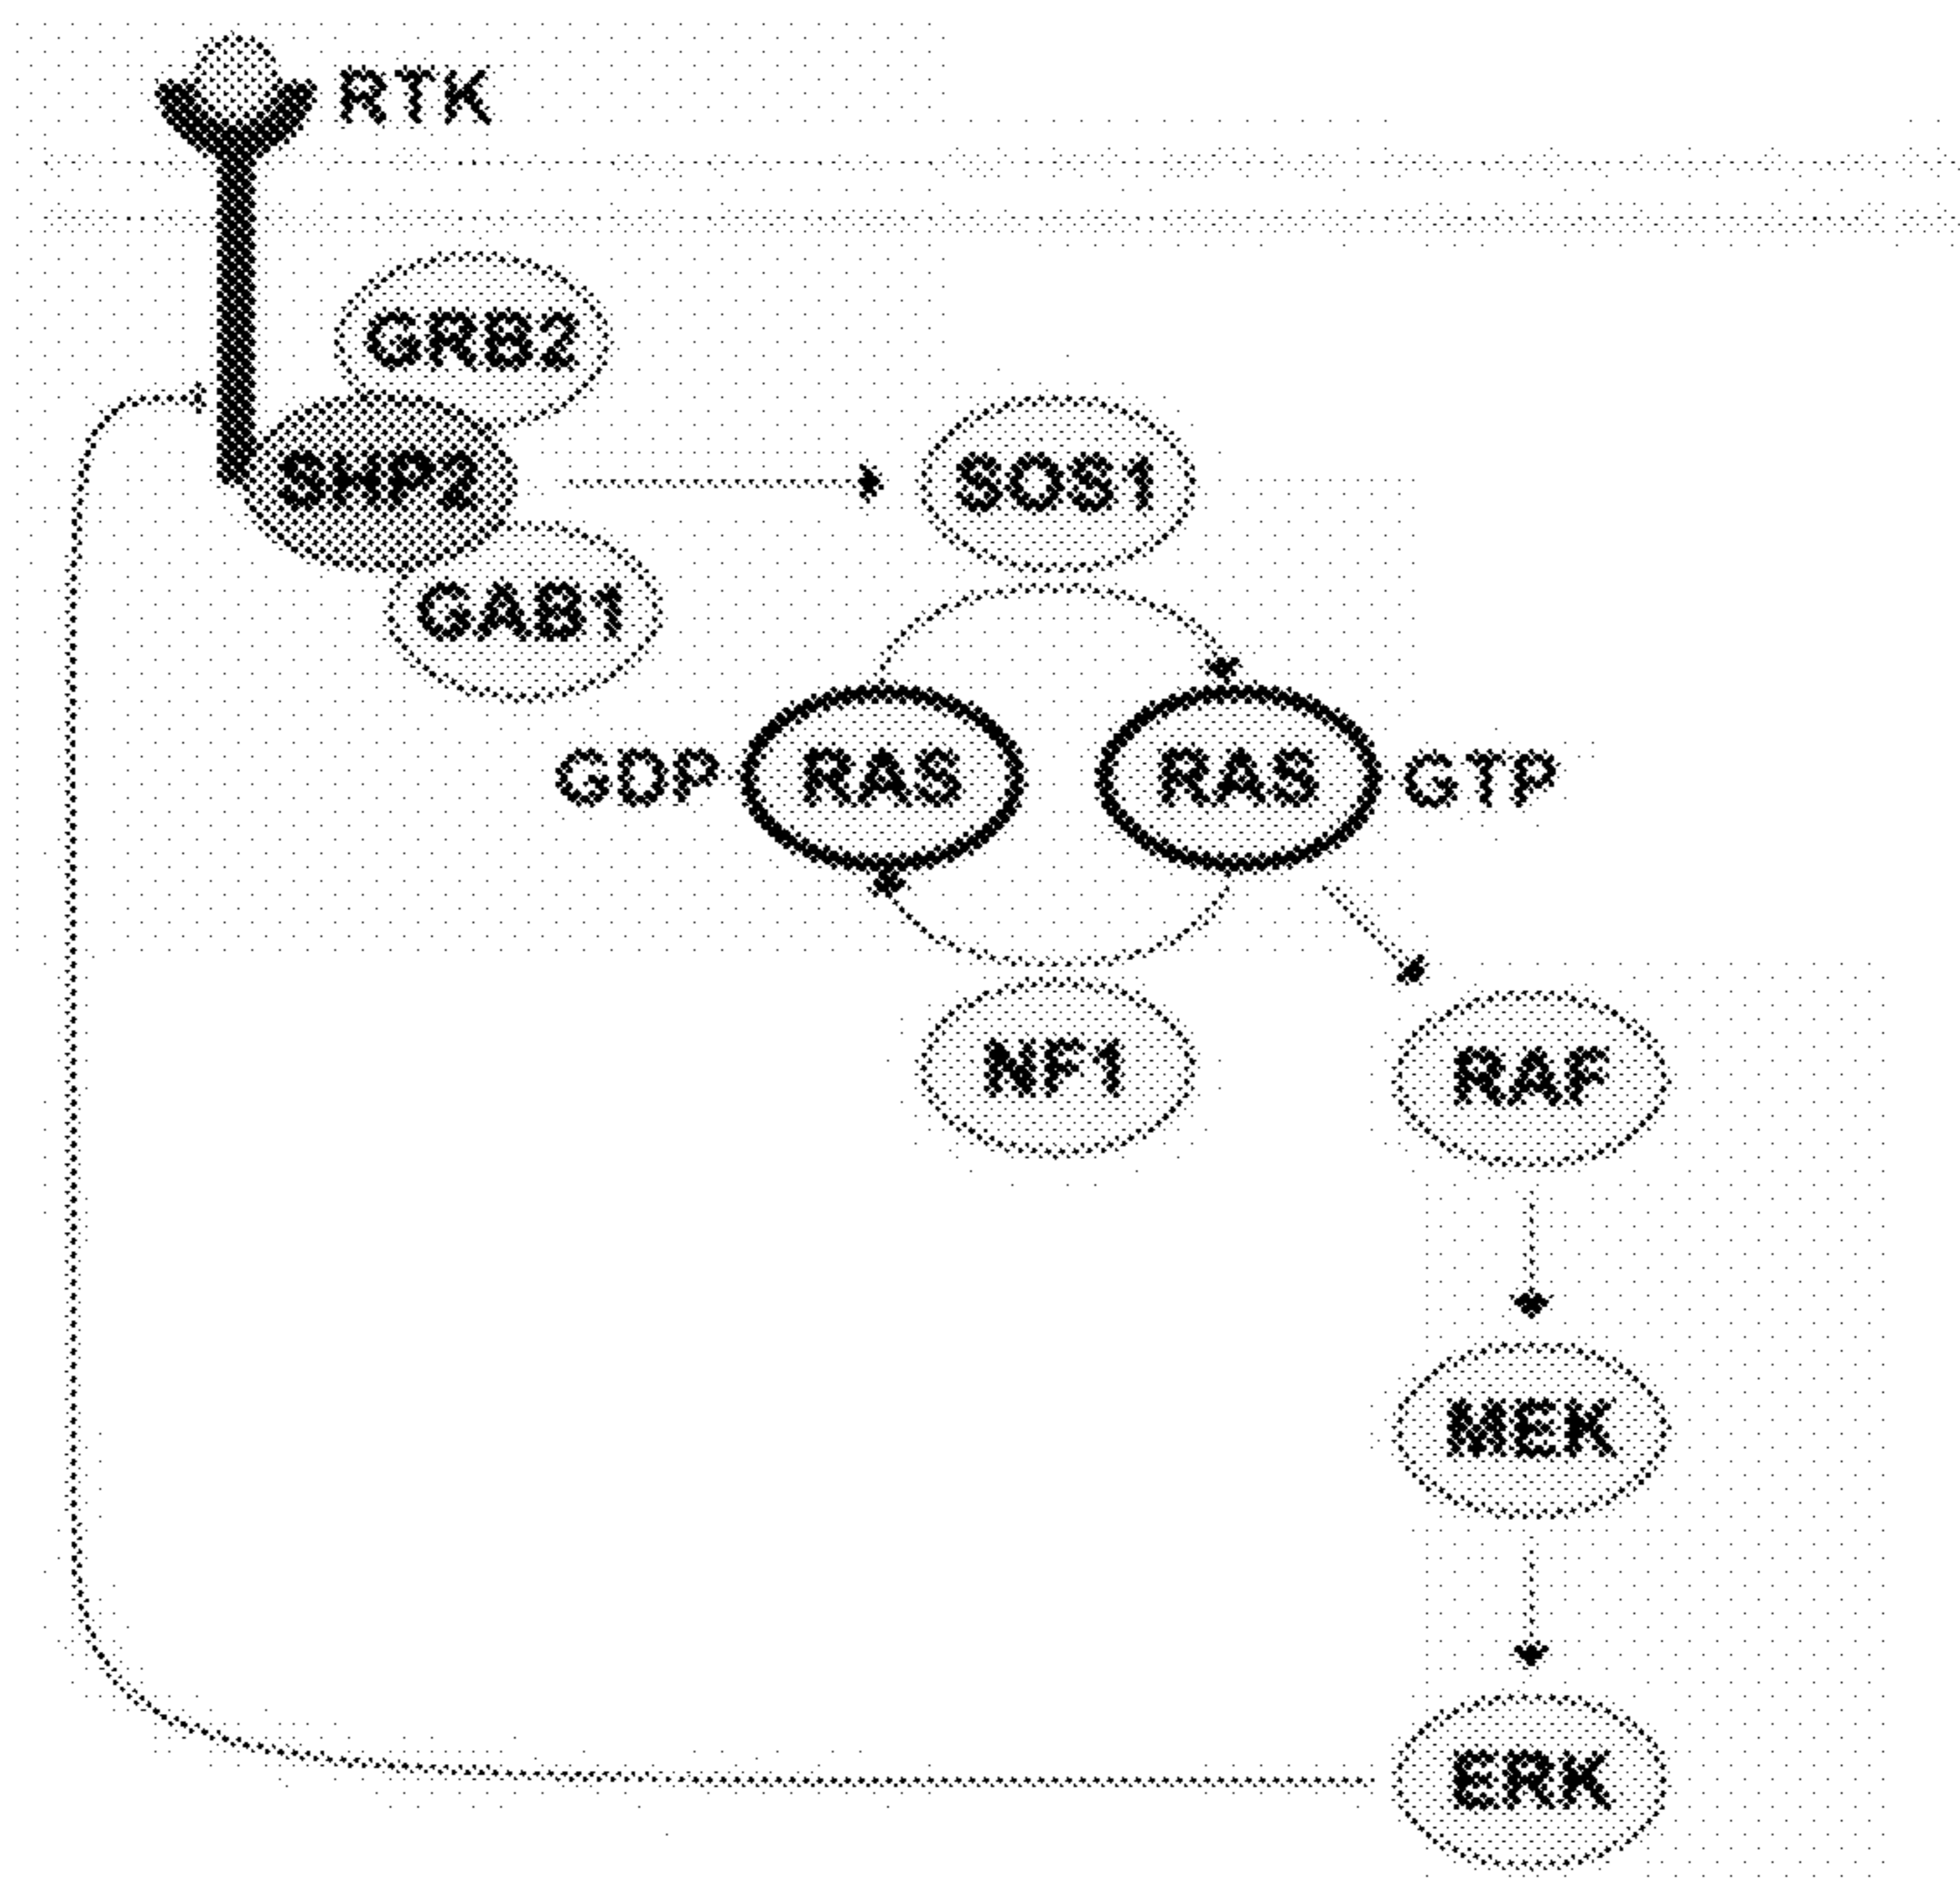 RTK
GRB2
SHP2
SOS1
GAB1
GDP RAS RAS GTP
NF1
RAF
MEK
ERK